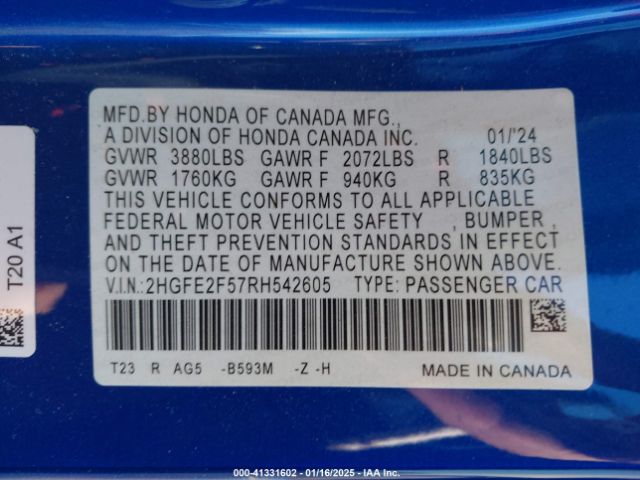 MFD.BY HONDA OF CANADA MFG.,
A DIVISION OF HONDA CANADA INC. 01/'24
GVWR 3880LBS GAWR F 2072LBS R 1840LBS
GVWR 1760KG GAWR F 940KG R 835KG
THIS VEHICLE CONFORMS TO ALL APPLICABLE
FEDERAL MOTOR VEHICLE SAFETY , BUMPER ,
AND THEFT PREVENTION STANDARDS IN EFFECT
ON THE DATE OF MANUFACTURE SHOWN ABOVE.
V.I.N.: 2HGFE2F57RH542605 TYPE: PASSENGER CAR
T23 R AG5 -B593M -Z -H MADE IN CANADA
T20 A1
000-41331602 - 01/16/2025 - IAA Inc.